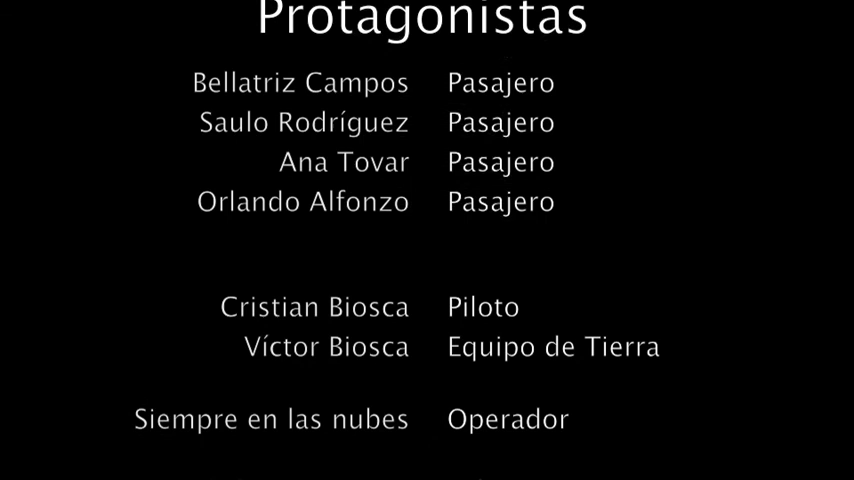 Protagonistas
Bellatriz Campos Pasajero
Saulo Rodríguez Pasajero
Ana Tovar Pasajero
Orlando Alfonzo Pasajero
Cristian Biosca Piloto
Víctor Biosca Equipo de Tierra
Siempre en las nubes Operador